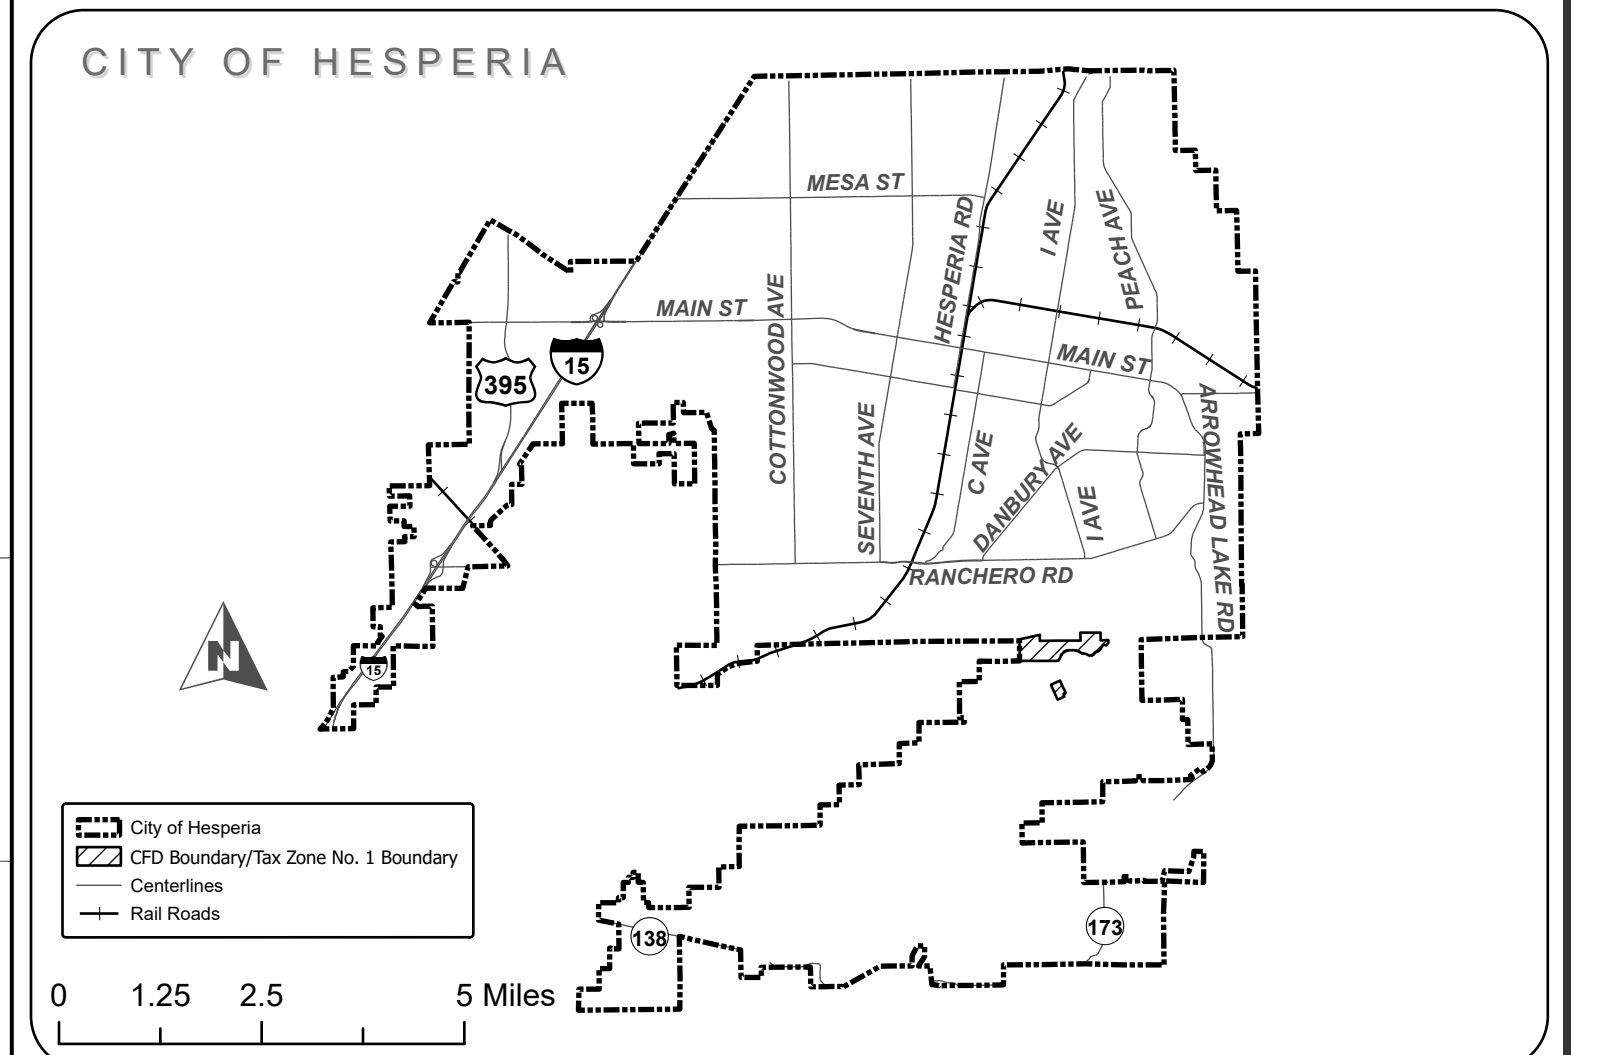 CITY OF HESPERIA
MESA ST
HESPERIA RD
I AVE
PEACH AVE
MAIN ST
COTTONWOOD AVE
395
15
MAIN ST
SEVENTH AVE
C AVE
DANBURY AVE
I AVE
ARROWHEAD LAKE RD
RANCHERO RD
N
15
City of Hesperia
CFD Boundary/Tax Zone No. 1 Boundary
Centerlines
Rail Roads
138
173
0 1.25 2.5 5 Miles